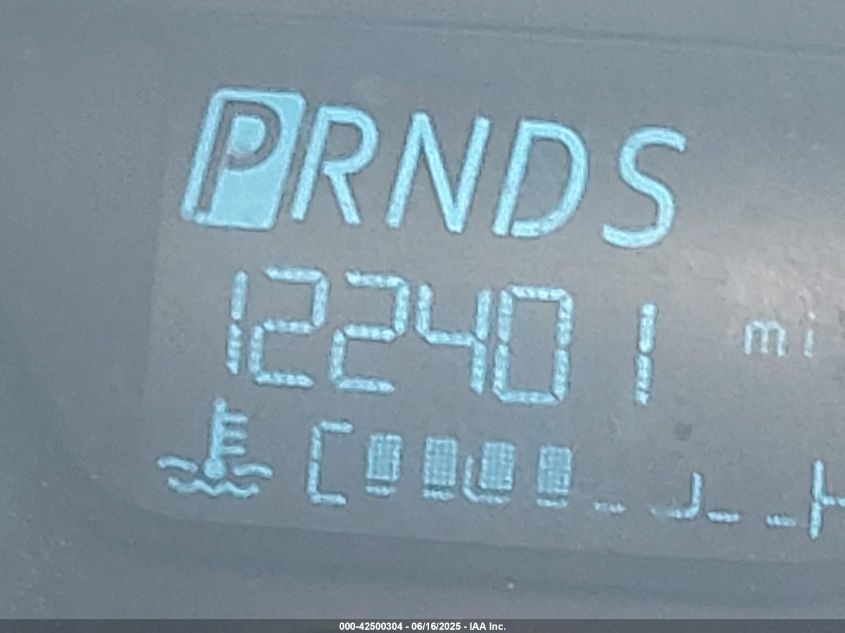 PRNDS
122401 mi
C H
000-42500304 - 06/16/2025 - IAA Inc.